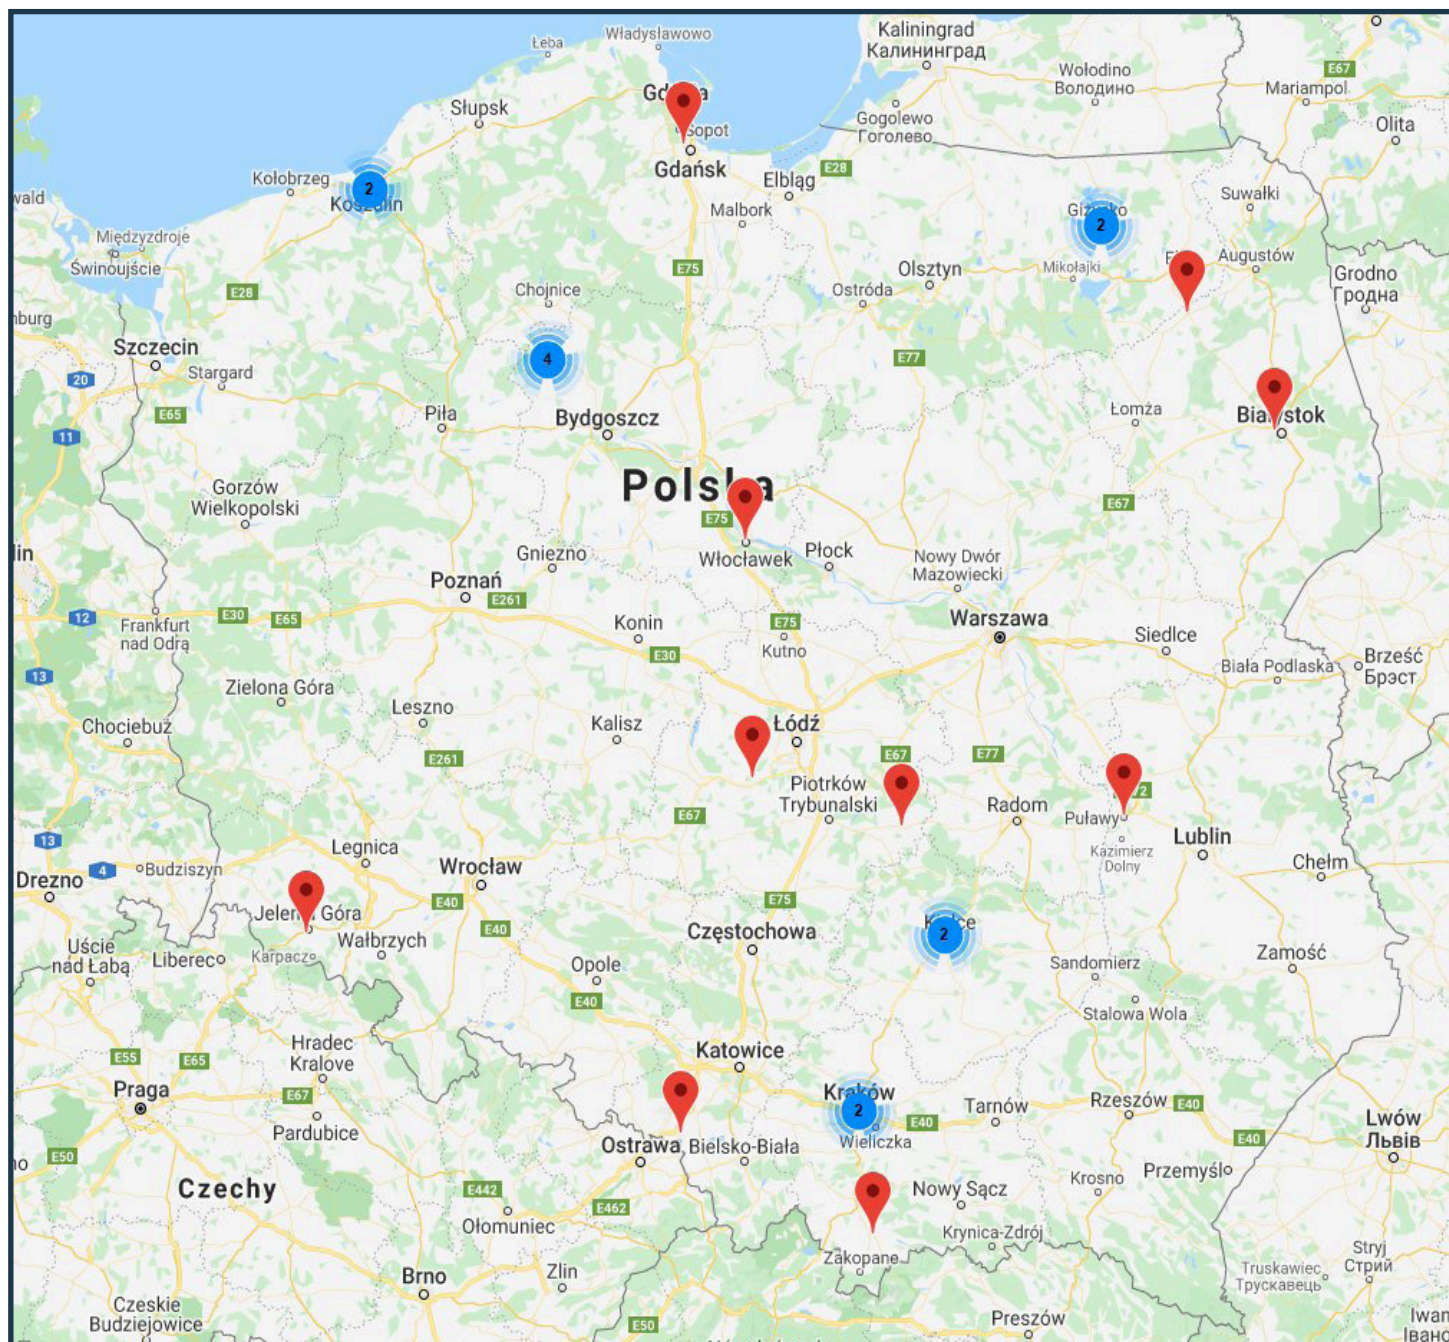 Kaliningrad
Калининград
Władysławowo
Łeba
E67
Wołodino
Володино
Mariampol
Słupsk
Sopot
Gdańsk
Gogolewo
Гоголево
Olita
Kołobrzeg
2
E28
Elbląg
Malbork
Suwałki
2
wald
Międzyzdroje
Świnoujście
E75
Olsztyn
Mikołajki
Augustów
Grodno
Гродна
E28
Chojnice
Ostróda
nburg
Szczecin
4
E77
20
Stargard
E65
Piła
Bydgoszcz
Łomża
11
Polska
Gorzów
Wielkopolski
E75
E67
lin
Gniezno
Włocławek
Płock
Nowy Dwór
Mazowiecki
Poznań
E261
12
E30
E65
Frankfurt
nad Odrą
Konin
E75
Kutno
Warszawa
Siedlce
E30
13
Biała Podlaska
Brześć
Брэст
Zielona Góra
Leszno
Chociebuż
Kalisz
Łódź
E261
E67
E77
Piotrków
Trybunalski
Radom
Puławy
E67
13
Legnica
Lublin
Kazimierz
Dolny
4
Budziszyn
Wrocław
Chełm
Drezno
E40
E75
Jelenia Góra
E40
Wałbrzych
Częstochowa
2
Uście
nad Łabą
Liberec
Karpacz
Opole
Sandomierz
Zamość
E40
Stalowa Wola
Hradec
Kralove
E55
E65
Katowice
Praga
E67
Kraków
2
Tarnów
Rzeszów
E40
Pardubice
E40
Wieliczka
E40
Lwów
Львів
E50
Ostrawa
Bielsko-Biała
Krosno
Przemyśl
Czechy
E442
Nowy Sącz
E462
Ołomuniec
Krynica-Zdrój
Zakopane
Stryj
Стрий
Brno
Zlin
Truskawiec
Трускавець
Czeskie
Budziejowice
E50
Preszów
Iwan
Іван